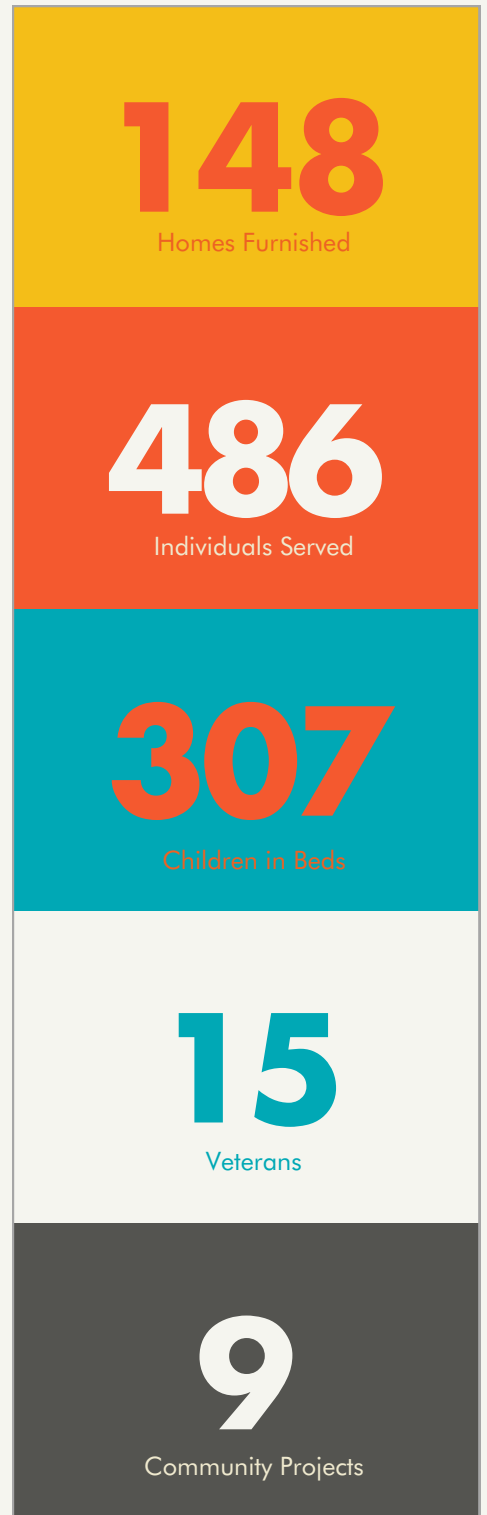 148
Homes Furnished
486
Individuals Served
307
Children in Beds
15
Veterans
9
Community Projects